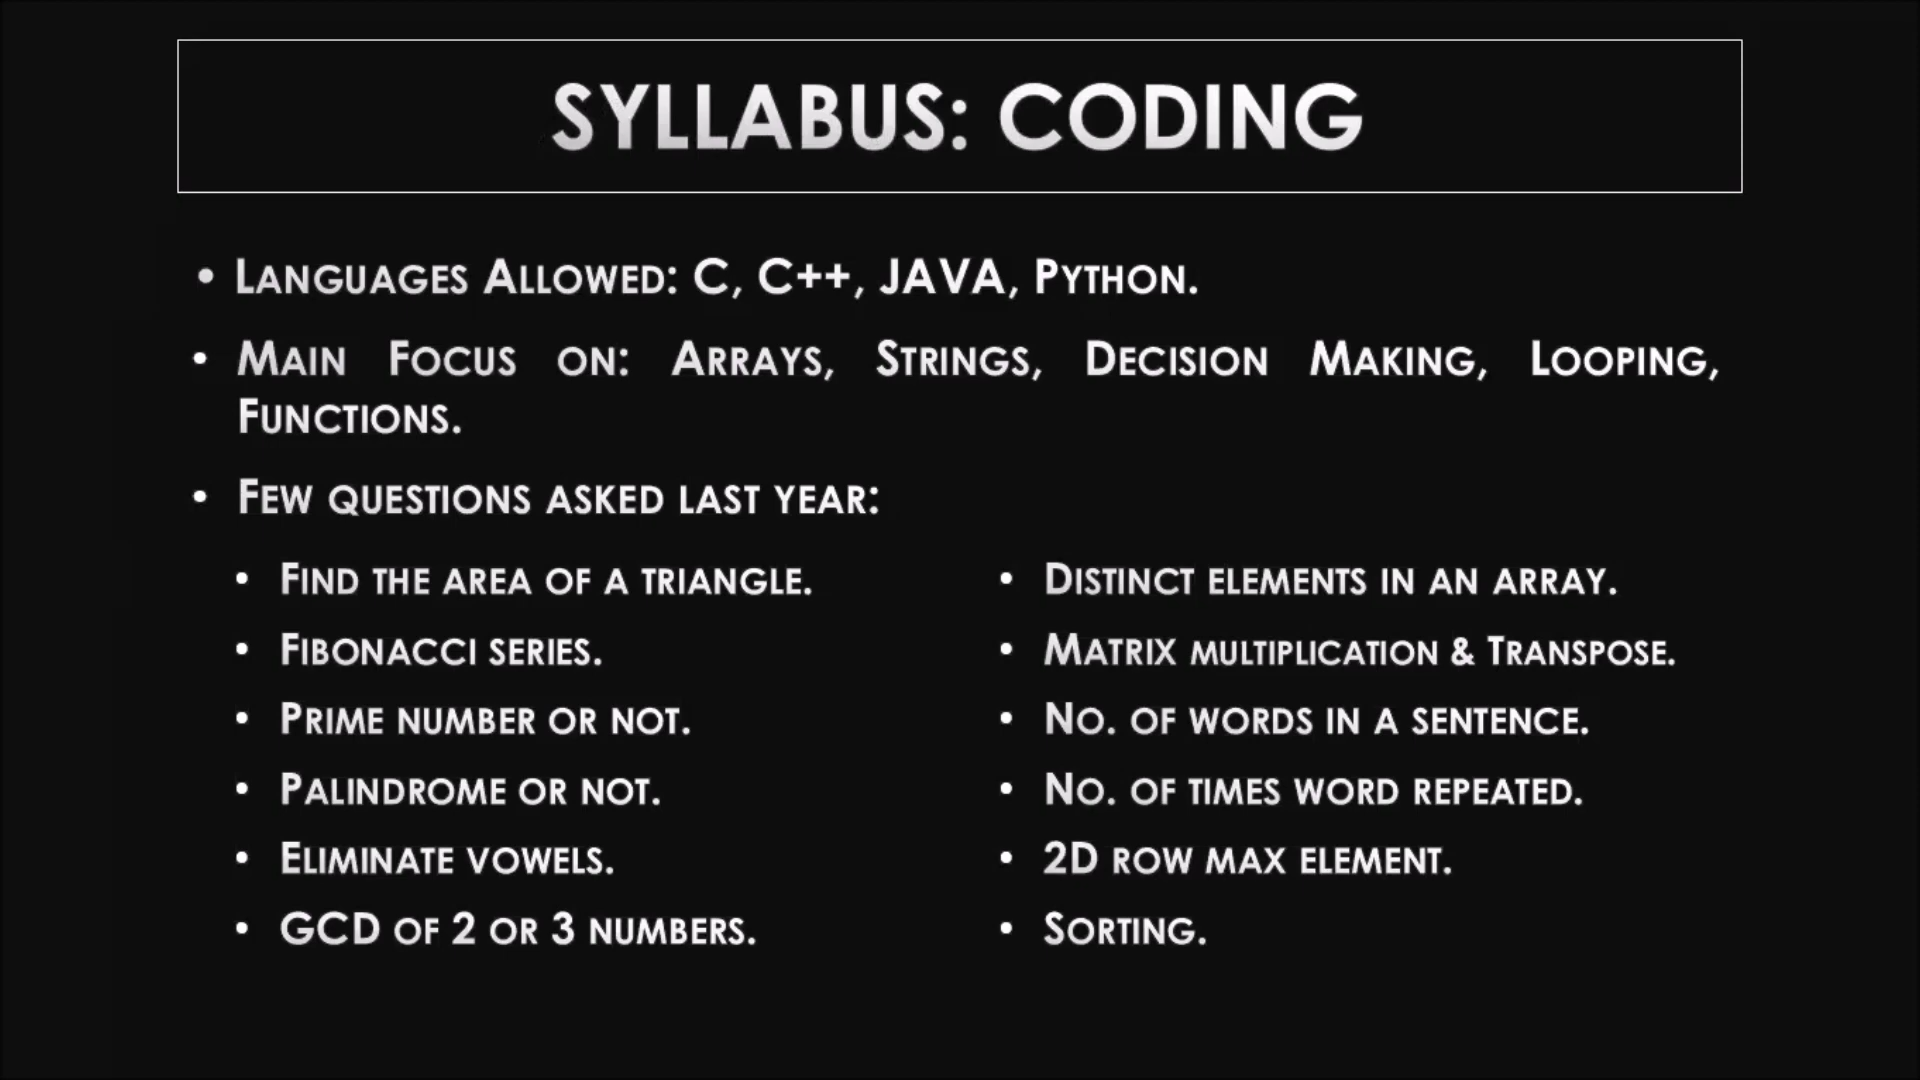 SYLLABUS: CODING
• LANGUAGES ALLOWED: C, C++, JAVA, PYTHON.
• MAIN FOCUS ON: ARRAYS, STRINGS, DECISION MAKING, LOOPING,
FUNCTIONS.
• FEW QUESTIONS ASKED LAST YEAR:
• FIND THE AREA OF A TRIANGLE.
• FIBONACCI SERIES.
• PRIME NUMBER OR NOT.
• PALINDROME OR NOT.
• ELIMINATE VOWELS.
• GCD OF 2 OR 3 NUMBERS.
• DISTINCT ELEMENTS IN AN ARRAY.
• MATRIX MULTIPLICATION & TRANSPOSE.
• NO. OF WORDS IN A SENTENCE.
• NO. OF TIMES WORD REPEATED.
• 2D ROW MAX ELEMENT.
• SORTING.